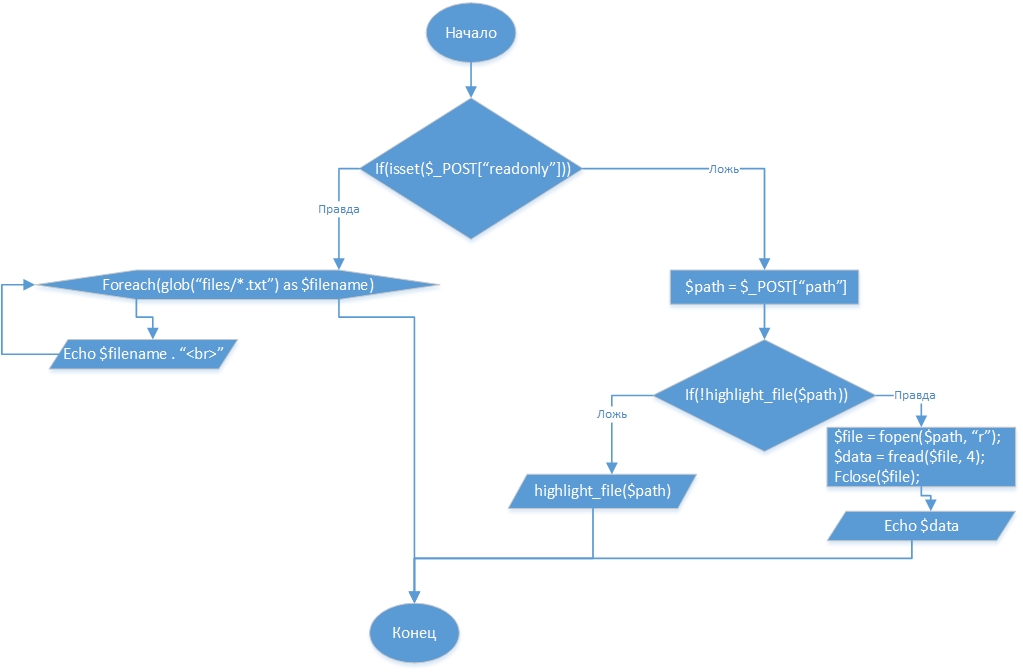 Начало
If(isset($_POST[“readonly”]))
Ложь
Правда
Foreach(glob(“files/*.txt”) as $filename)
$path = $_POST[“path”]
Echo $filename . “<br>”
If(!highlight_file($path))
Правда
Ложь
$file = fopen($path, “r”);
$data = fread($file, 4);
Fclose($file);
highlight_file($path)
Echo $data
Конец